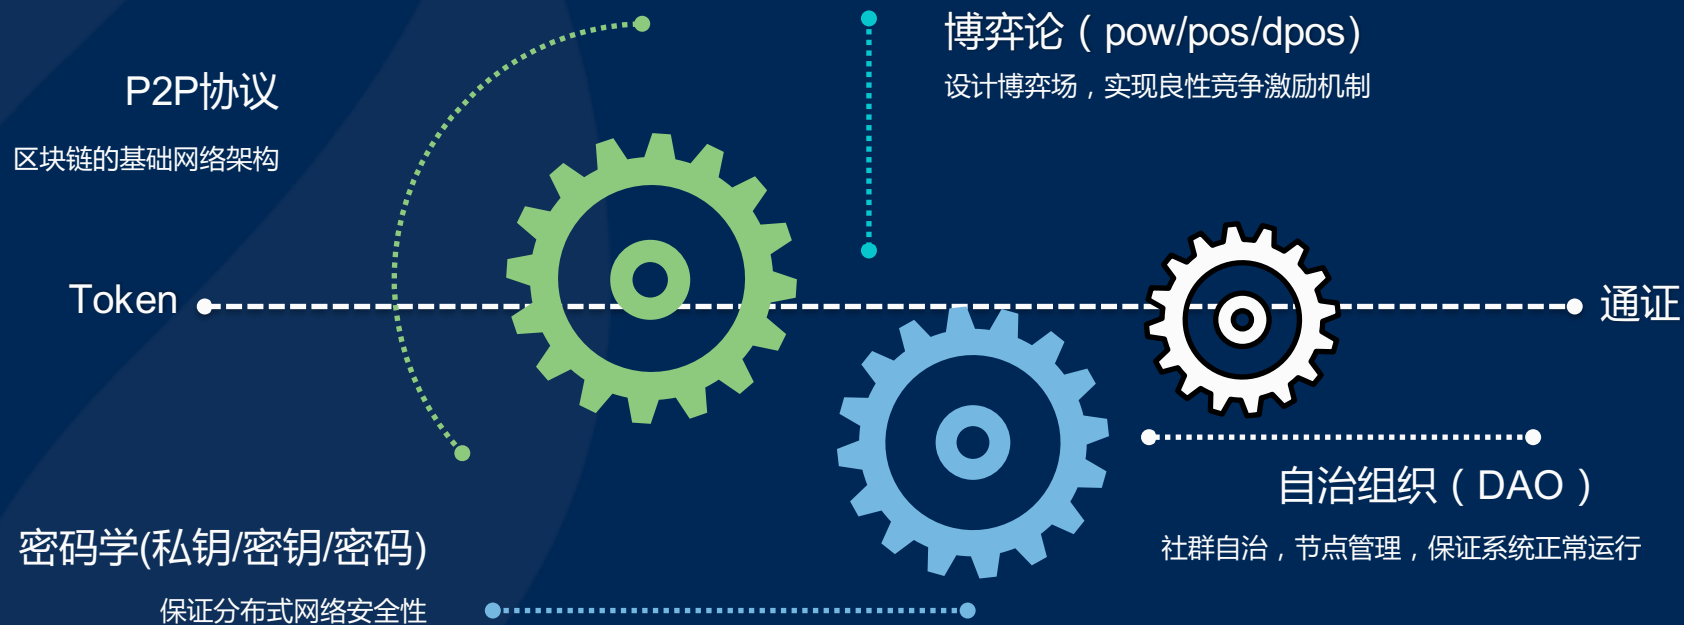 博弈论（pow/pos/dpos)
设计博弈场，实现良性竞争激励机制
P2P协议
区块链的基础网络架构
Token
通证
自治组织（DAO）
社群自治，节点管理，保证系统正常运行
密码学(私钥/密钥/密码)
保证分布式网络安全性